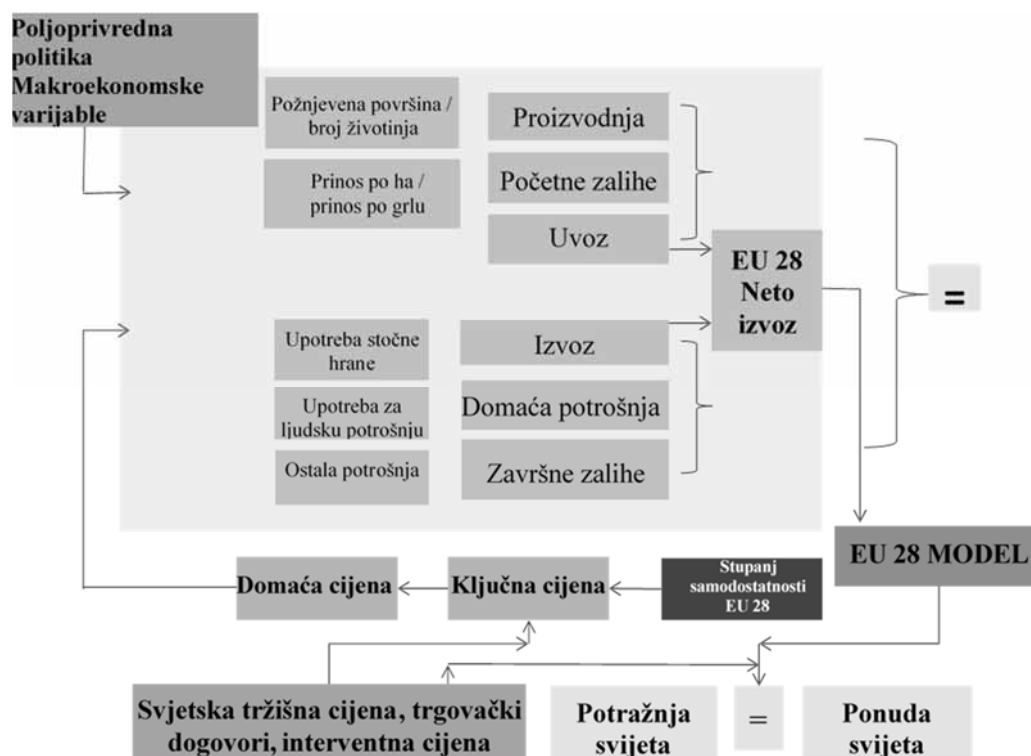 Poljoprivredna
politika
Makroekonomske
varijable
Požnjevena površina /
broj životinja
Proizvodnja
Prinos po ha /
prinos po grlu
Početne zalihe
Uvoz
EU 28
Neto
izvoz
=
Upotreba stočne
hrane
Izvoz
Upotreba za
ljudsku potrošnju
Domaća potrošnja
Ostala potrošnja
Završne zalihe
EU 28 MODEL
Domaća cijena
Ključna cijena
Stupanj
samodostatnosti
EU 28
Svjetska tržišna cijena, trgovački
dogovori, interventna cijena
Potražnja
svijeta
=
Ponuda
svijeta